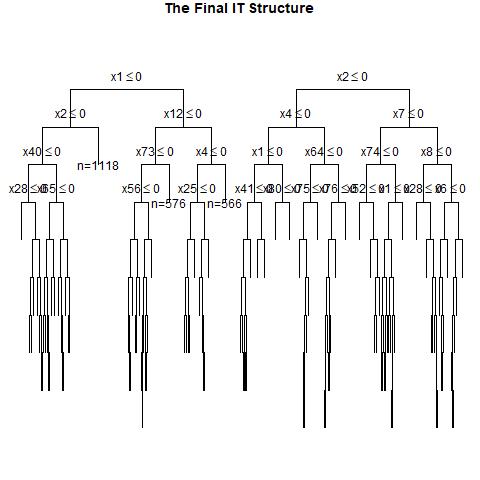 The Final IT Structure
x1 ≤ 0 x2 ≤ 0
x2 ≤ 0 x12 ≤ 0 x4 ≤ 0 x7 ≤ 0
x40 ≤ 0 x73 ≤ 0 x4 ≤ 0 x1 ≤ 0 x64 ≤ 0 x74 ≤ 0 x8 ≤ 0
n=1118
x28 ≤ 0 x65 ≤ 0 x56 ≤ 0 x25 ≤ 0 x41 ≤ 0 x80 ≤ 0 x75 ≤ 0 x76 ≤ 0 x52 ≤ 0 x28 ≤ 0 x6 ≤ 0
n=576 n=566